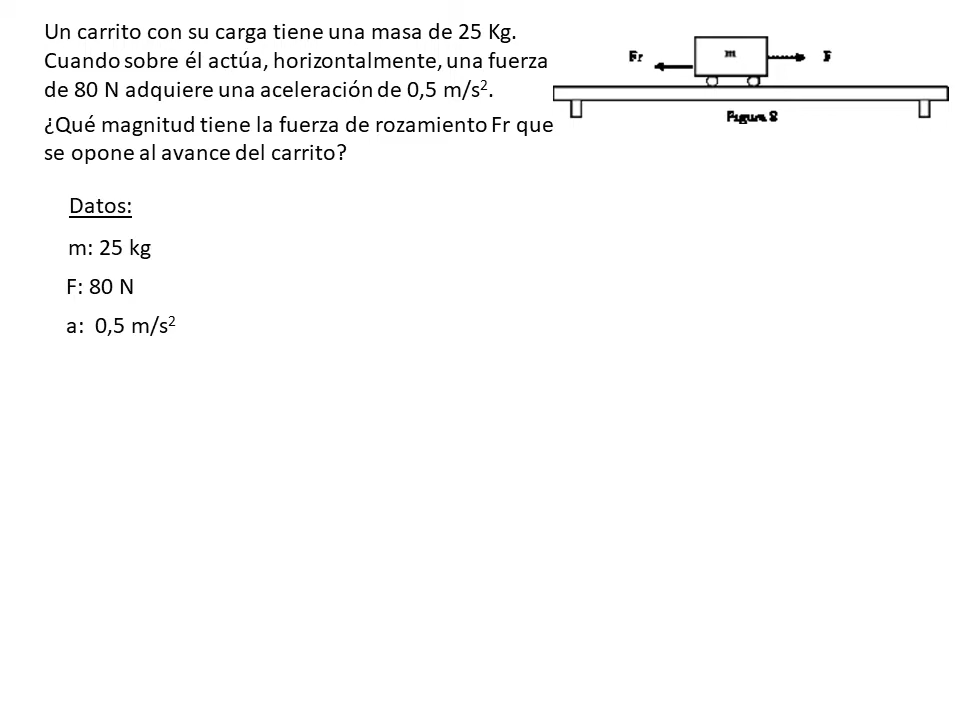 Un carrito con su carga tiene una masa de 25 Kg.
Cuando sobre él actúa, horizontalmente, una fuerza
de 80 N adquiere una aceleración de 0,5 m/s².
¿Qué magnitud tiene la fuerza de rozamiento Fr que
se opone al avance del carrito?
Fr
m
F
Figura 8
Datos:
m: 25 kg
F: 80 N
a: 0,5 m/s²